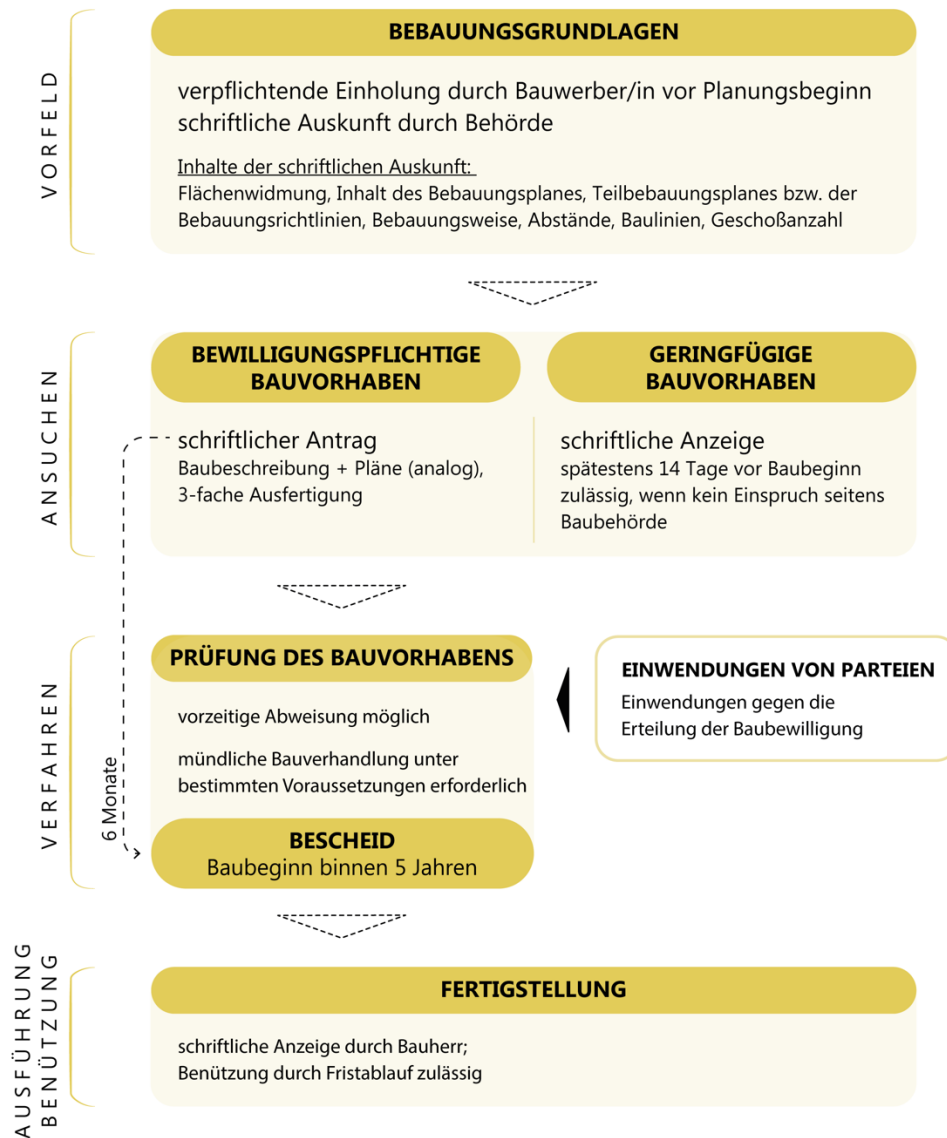 VORFELD
BEBAUUNGSGRUNDLAGEN
verpflichtende Einholung durch Bauwerber/in vor Planungsbeginn
schriftliche Auskunft durch Behörde
Inhalte der schriftlichen Auskunft:
Flächenwidmung, Inhalt des Bebauungsplanes, Teilbebauungsplanes bzw. der
Bebauungsrichtlinien, Bebauungsweise, Abstände, Baulinien, Geschoßanzahl
ANSUCHEN
BEWILLIGUNGSPFLICHTIGE
BAUVORHABEN
schriftlicher Antrag
Baubeschreibung + Pläne (analog),
3-fache Ausfertigung
GERINGFÜGIGE
BAUVORHABEN
schriftliche Anzeige
spätestens 14 Tage vor Baubeginn
zulässig, wenn kein Einspruch seitens
Baubehörde
VERFAHREN
6 Monate
PRÜFUNG DES BAUVORHABENS
vorzeitige Abweisung möglich
mündliche Bauverhandlung unter
bestimmten Voraussetzungen erforderlich
BESCHEID
Baubeginn binnen 5 Jahren
EINWENDUNGEN VON PARTEIEN
Einwendungen gegen die
Erteilung der Baubewilligung
AUSFÜHRUNG
BENÜTZUNG
FERTIGSTELLUNG
schriftliche Anzeige durch Bauherr;
Benützung durch Fristablauf zulässig